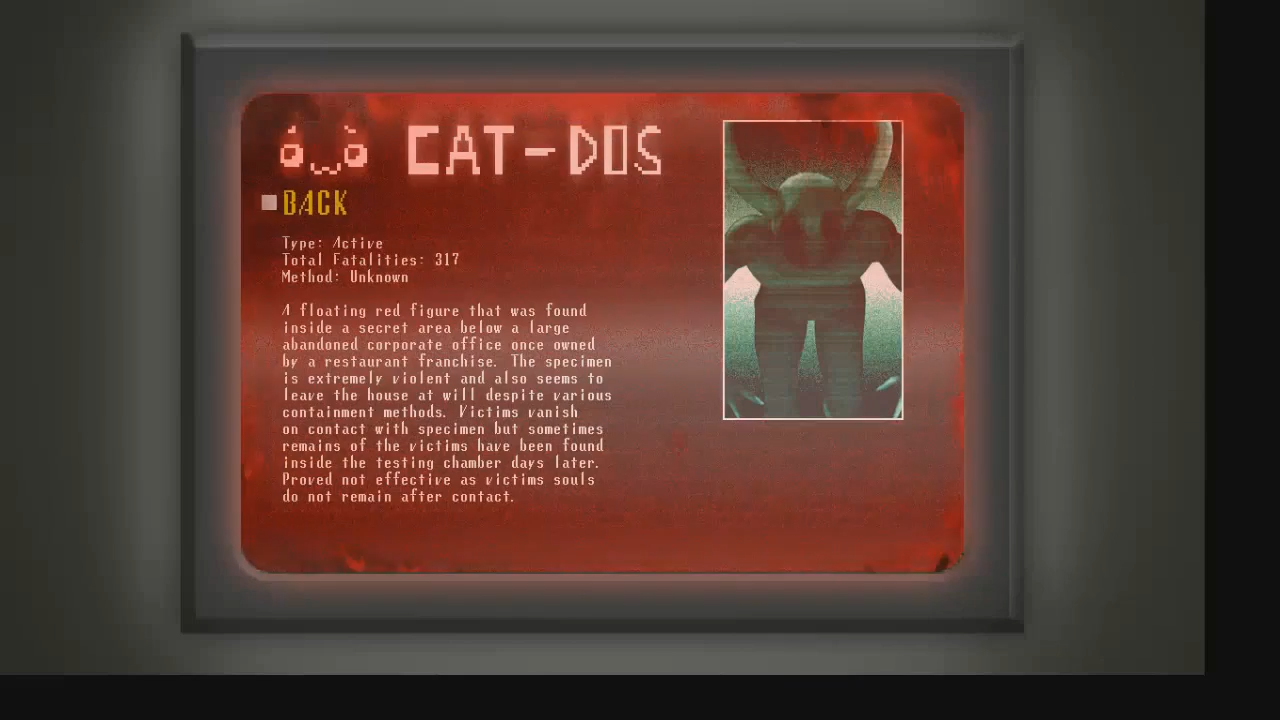 CAT-DOS
BACK
Type: Active
Total Fatalities: 317
Method: Unknown
A floating red figure that was found
inside a secret area below a large
abandoned corporate office once owned
by a restaurant franchise. The specimen
is extremely violent and also seems to
leave the house at will despite various
containment methods. Victims vanish
on contact with specimen but sometimes
remains of the victims have been found
inside the testing chamber days later.
Proved not effective as victims souls
do not remain after contact.